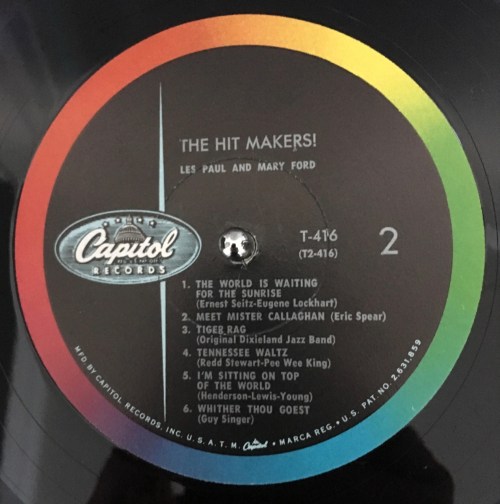 THE HIT MAKERS!
LES PAUL AND MARY FORD
Capitol
RECORDS
T-416
(T2-416)
2
1. THE WORLD IS WAITING
FOR THE SUNRISE
(Ernest Seitz-Eugene Lockhart)
2. MEET MISTER CALLAGHAN (Eric Spear)
3. TIGER RAG
(Original Dixieland Jazz Band)
4. TENNESSEE WALTZ
(Redd Stewart-Pee Wee King)
5. I'M SITTING ON TOP
OF THE WORLD
(Henderson-Lewis-Young)
6. WHITHER THOU GOEST
(Guy Singer)
MFD. BY CAPITOL RECORDS, INC. U.S.A. T.M. Capitol • MARCA REG. • U.S. PAT. NO. 2,631,859